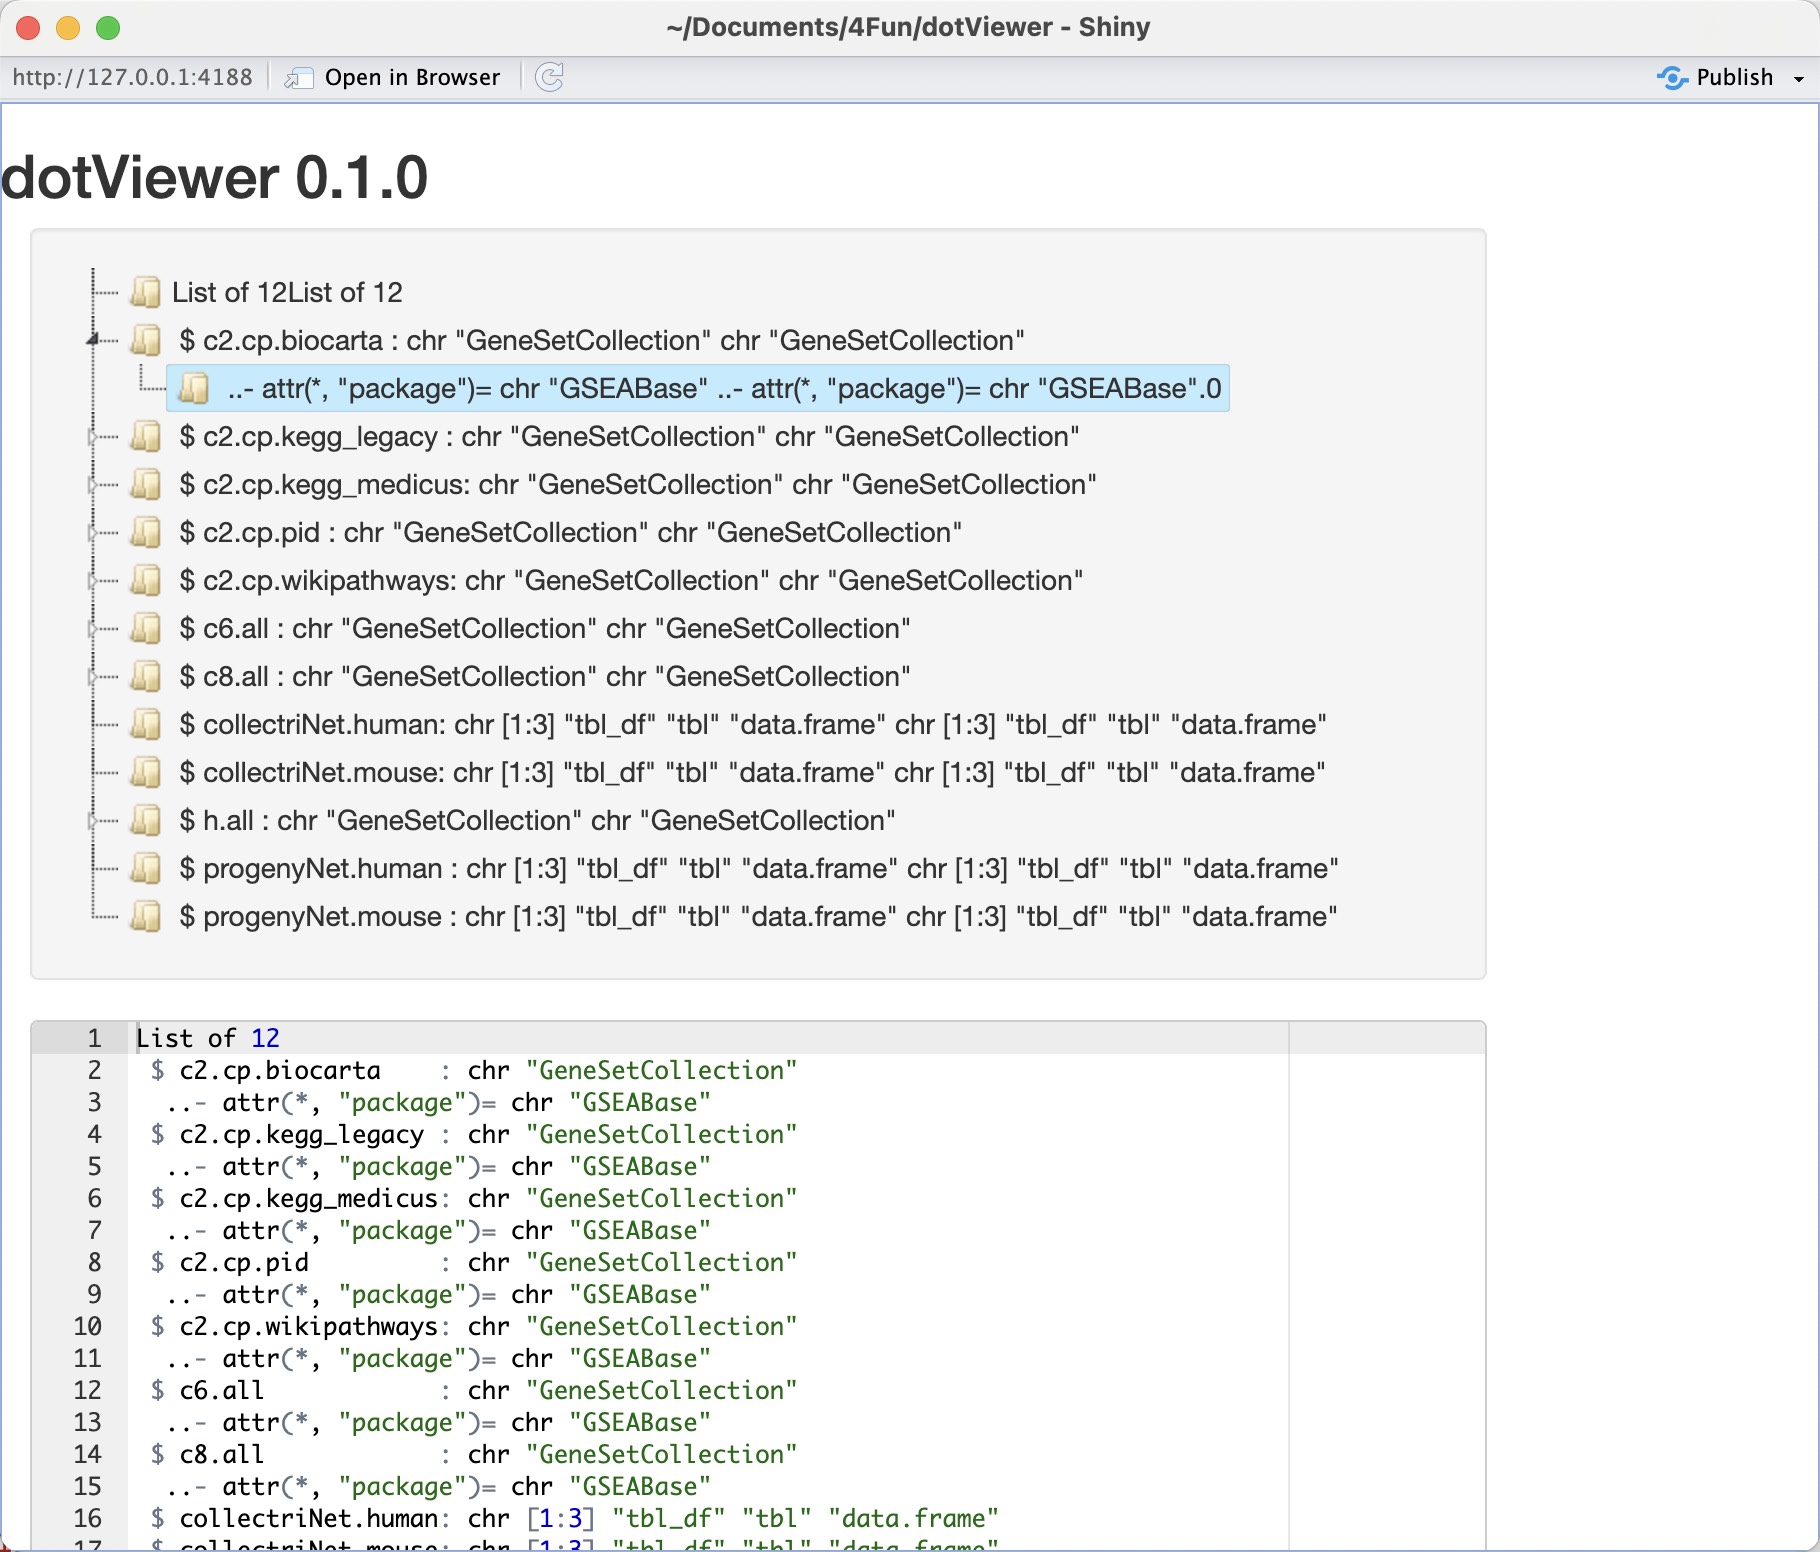 ~/Documents/4Fun/dotViewer - Shiny
http://127.0.0.1:4188 Open in Browser Publish
dotViewer 0.1.0
List of 12List of 12
$ c2.cp.biocarta : chr "GeneSetCollection" chr "GeneSetCollection"
..- attr(*, "package")= chr "GSEABase" ..- attr(*, "package")= chr "GSEABase".0
$ c2.cp.kegg_legacy : chr "GeneSetCollection" chr "GeneSetCollection"
$ c2.cp.kegg_medicus: chr "GeneSetCollection" chr "GeneSetCollection"
$ c2.cp.pid : chr "GeneSetCollection" chr "GeneSetCollection"
$ c2.cp.wikipathways: chr "GeneSetCollection" chr "GeneSetCollection"
$ c6.all : chr "GeneSetCollection" chr "GeneSetCollection"
$ c8.all : chr "GeneSetCollection" chr "GeneSetCollection"
$ collectriNet.human: chr [1:3] "tbl_df" "tbl" "data.frame" chr [1:3] "tbl_df" "tbl" "data.frame"
$ collectriNet.mouse: chr [1:3] "tbl_df" "tbl" "data.frame" chr [1:3] "tbl_df" "tbl" "data.frame"
$ h.all : chr "GeneSetCollection" chr "GeneSetCollection"
$ progenyNet.human : chr [1:3] "tbl_df" "tbl" "data.frame" chr [1:3] "tbl_df" "tbl" "data.frame"
$ progenyNet.mouse : chr [1:3] "tbl_df" "tbl" "data.frame" chr [1:3] "tbl_df" "tbl" "data.frame"
1 List of 12
2 $ c2.cp.biocarta    : chr "GeneSetCollection"
3 ..- attr(*, "package")= chr "GSEABase"
4 $ c2.cp.kegg_legacy : chr "GeneSetCollection"
5 ..- attr(*, "package")= chr "GSEABase"
6 $ c2.cp.kegg_medicus: chr "GeneSetCollection"
7 ..- attr(*, "package")= chr "GSEABase"
8 $ c2.cp.pid         : chr "GeneSetCollection"
9 ..- attr(*, "package")= chr "GSEABase"
10 $ c2.cp.wikipathways: chr "GeneSetCollection"
11 ..- attr(*, "package")= chr "GSEABase"
12 $ c6.all            : chr "GeneSetCollection"
13 ..- attr(*, "package")= chr "GSEABase"
14 $ c8.all            : chr "GeneSetCollection"
15 ..- attr(*, "package")= chr "GSEABase"
16 $ collectriNet.human: chr [1:3] "tbl_df" "tbl" "data.frame"
17 $ collectriNet.mouse: chr [1:3] "tbl_df" "tbl" "data.frame"